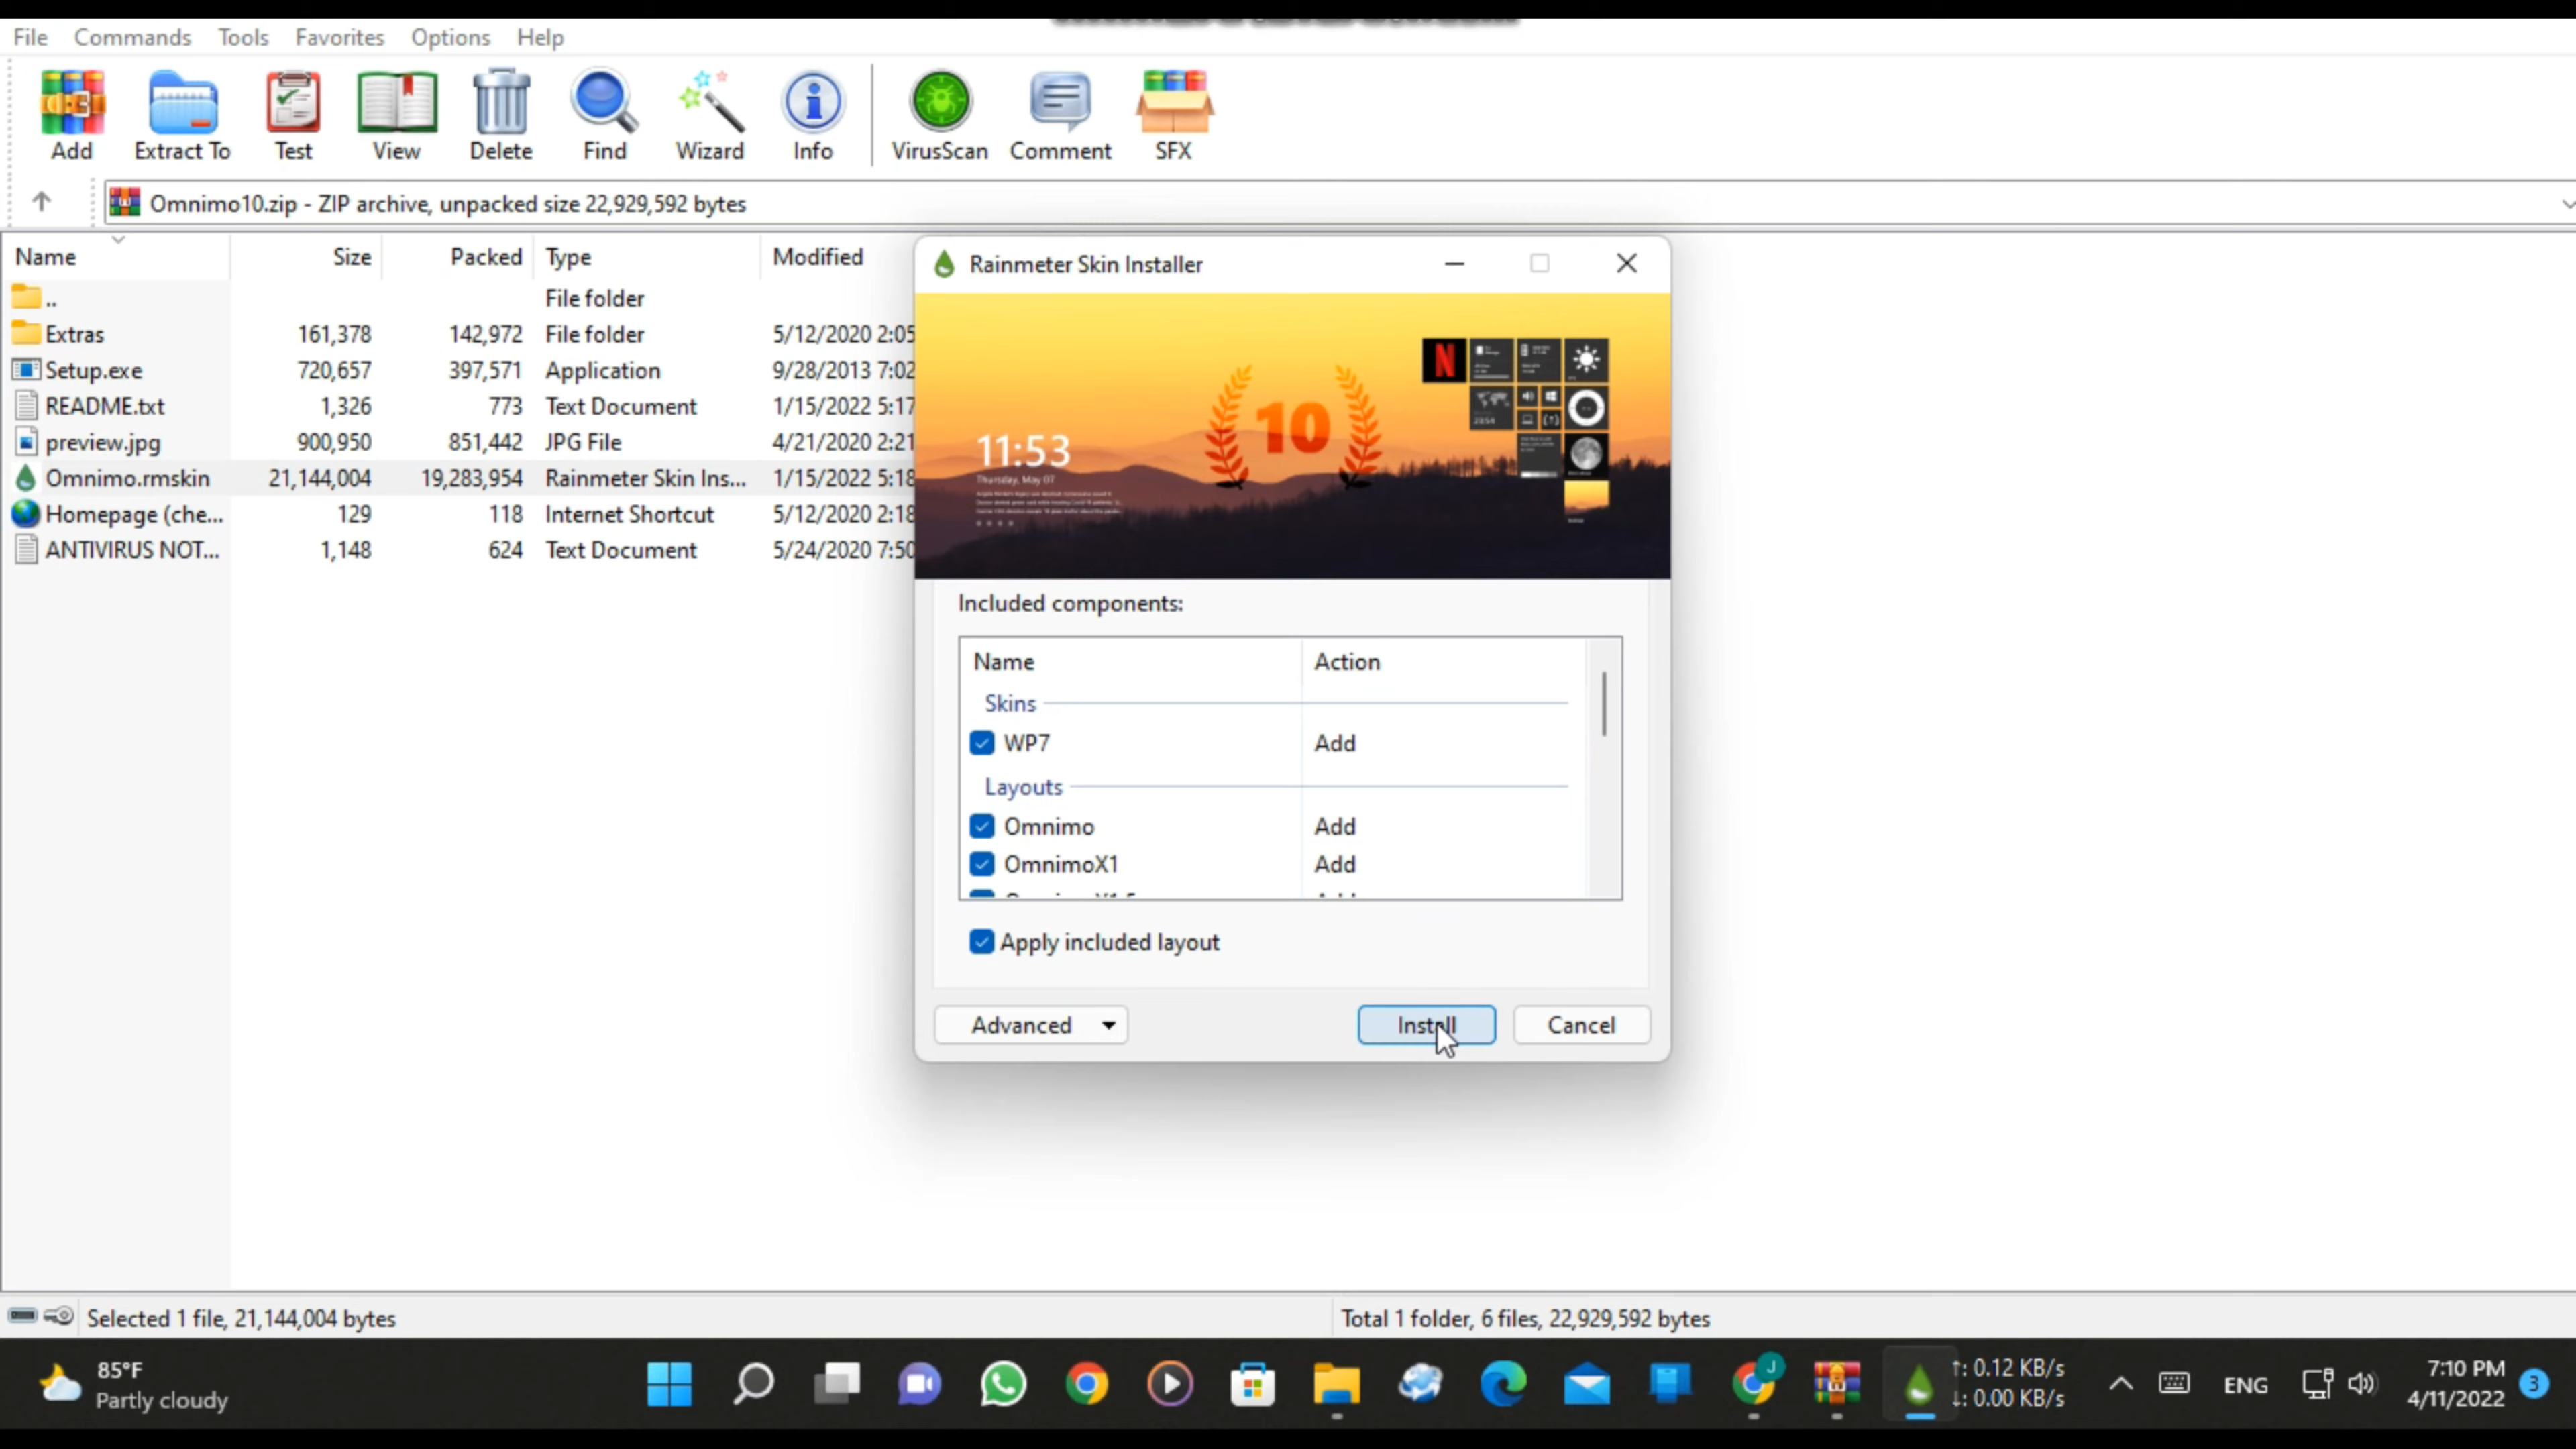 File Commands Tools Favorites Options Help
Add Extract To Test View Delete Find Wizard Info VirusScan Comment SFX
Omnimo10.zip - ZIP archive, unpacked size 22,929,592 bytes
Name Size Packed Type Modified
.. File folder
Extras 161,378 142,972 File folder 5/12/2020 2:05
Setup.exe 720,657 397,571 Application 9/28/2013 7:02
README.txt 1,326 773 Text Document 1/15/2022 5:17
preview.jpg 900,950 851,442 JPG File 4/21/2020 2:21
Omnimo.rmskin 21,144,004 19,283,954 Rainmeter Skin Ins... 1/15/2022 5:18
Homepage (che... 129 118 Internet Shortcut 5/12/2020 2:18
ANTIVIRUS NOT... 1,148 624 Text Document 5/24/2020 7:50
Rainmeter Skin Installer
N
10
11:53
Thursday, May 07
Included components:
Name Action
Skins
WP7 Add
Layouts
Omnimo Add
OmnimoX1 Add
Apply included layout
Advanced Install Cancel
Selected 1 file, 21,144,004 bytes
Total 1 folder, 6 files, 22,929,592 bytes
85°F
Partly cloudy
J
↑: 0.12 KB/s
↓: 0.00 KB/s
ENG
7:10 PM
4/11/2022
3